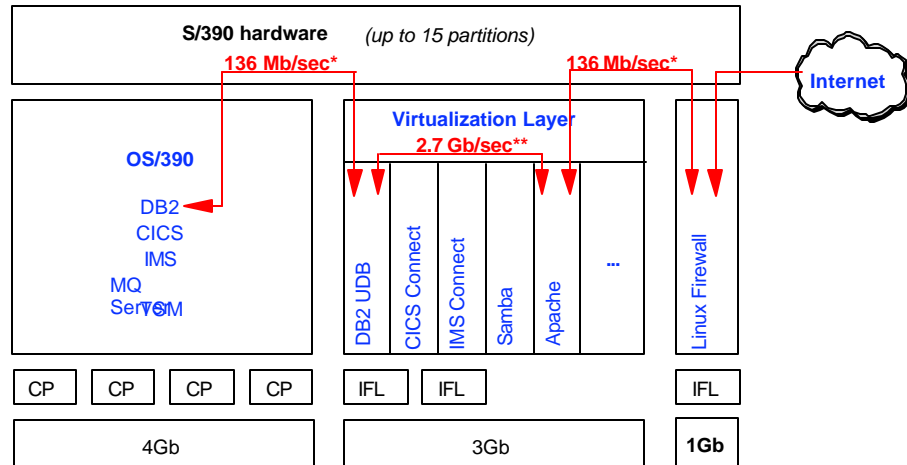 S/390 hardware (up to 15 partitions)
136 Mb/sec*
136 Mb/sec*
Internet
Virtualization Layer
2.7 Gb/sec**
OS/390
DB2
CICS
IMS
MQ
Server
TSM
DB2 UDB
CICS Connect
IMS Connect
Samba
Apache
...
Linux Firewall
CP
CP
CP
CP
IFL
IFL
IFL
4Gb
3Gb
1Gb